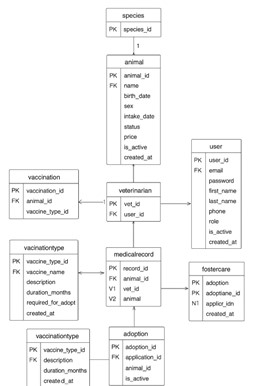 species
PK species_id
1
animal
PK animal_id
FK name
birth_date
sex
intake_date
status
price
is_active
created_at
user
PK user_id
FK email
password
first_name
last_name
phone
role
is_active
created_at
vaccination
PK vaccination_id
FK animal_id
vaccine_type_id
veterinarian
PK vet_id
FK user_id
vacinationtype
PK vaccine_type_id
FK vaccine_name
description
duration_months
required_for_adopt
created_at
medicalrecord
PK record_id
FK animal_id
V1 vet_id
V2 animal
fostercare
PK adoption
PK adoptiane_id
N1 applicr_idn
created_at
vaccinationtype
PK vaccine_type_id
FK description
duration_months
created_at
adoption
PK adoption_id
FK application_id
animal_id
is_active